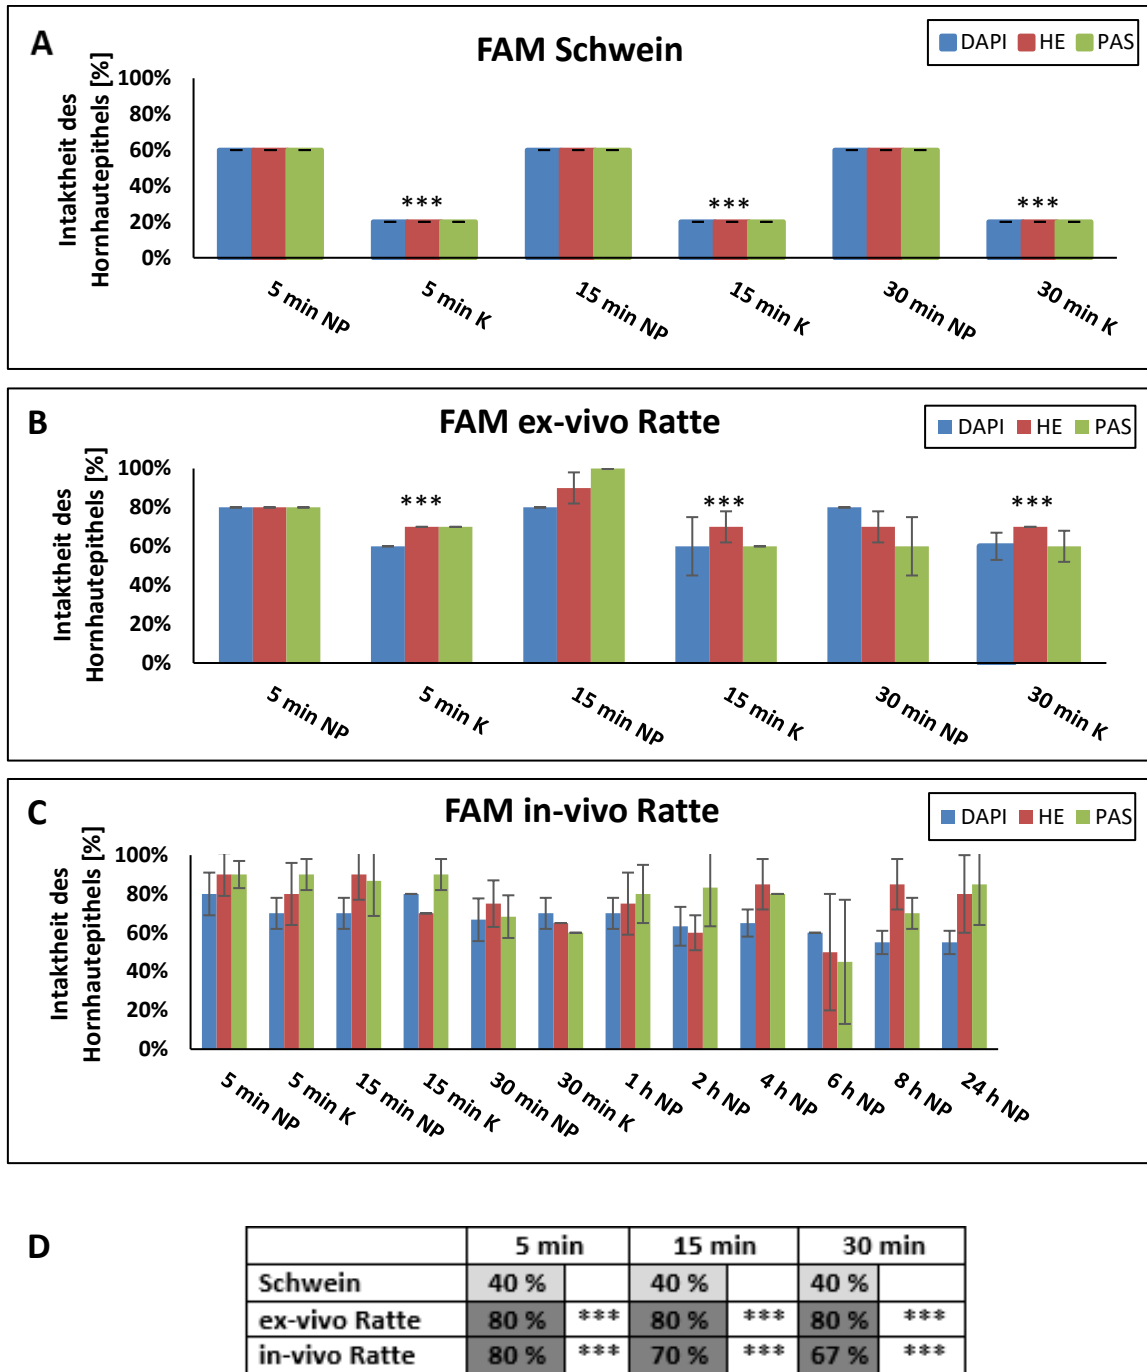 A
FAM Schwein
DAPI HE PAS
Intaktheit des
Hornhautepithels [%]
100%
80%
60%
40%
20%
0%
*** *** ***
5 min NP 5 min K 15 min NP 15 min K 30 min NP 30 min K
B
FAM ex-vivo Ratte
DAPI HE PAS
Intaktheit des
Hornhautepithels [%]
100%
80%
60%
40%
20%
0%
*** *** ***
5 min NP 5 min K 15 min NP 15 min K 30 min NP 30 min K
C
FAM in-vivo Ratte
DAPI HE PAS
Intaktheit des
Hornhautepithels [%]
100%
80%
60%
40%
20%
0%
5 min NP 5 min K 15 min NP 15 min K 30 min NP 30 min K 1 h NP 2 h NP 4 h NP 6 h NP 8 h NP 24 h NP
D
5 min 15 min 30 min
Schwein 40 % 40 % 40 %
ex-vivo Ratte 80 % *** 80 % *** 80 % ***
in-vivo Ratte 80 % *** 70 % *** 67 % ***